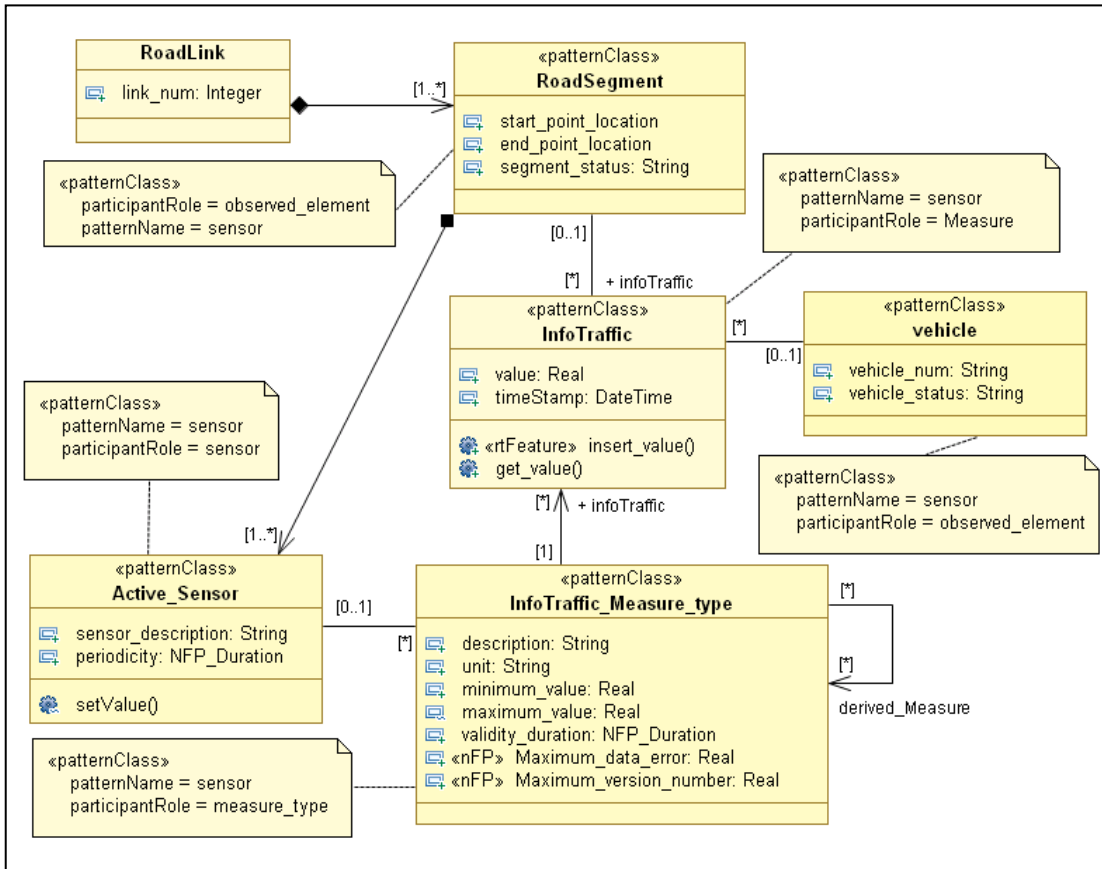 RoadLink
link_num: Integer
[1..*]
«patternClass»
RoadSegment
start_point_location
end_point_location
segment_status: String
«patternClass»
participantRole = observed_element
patternName = sensor
«patternClass»
patternName = sensor
participantRole = Measure
[0..1]
[*]
+ infoTraffic
«patternClass»
InfoTraffic
value: Real
timeStamp: DateTime
«rtFeature» insert_value()
get_value()
[*]
[0..1]
«patternClass»
vehicle
vehicle_num: String
vehicle_status: String
«patternClass»
patternName = sensor
participantRole = sensor
«patternClass»
patternName = sensor
participantRole = observed_element
[*]
+ infoTraffic
[1]
[1..*]
«patternClass»
Active_Sensor
sensor_description: String
periodicity: NFP_Duration
setValue()
[0..1]
[*]
«patternClass»
InfoTraffic_Measure_type
description: String
unit: String
minimum_value: Real
maximum_value: Real
validity_duration: NFP_Duration
«nFP» Maximum_data_error: Real
«nFP» Maximum_version_number: Real
[*]
[*]
derived_Measure
«patternClass»
patternName = sensor
participantRole = measure_type